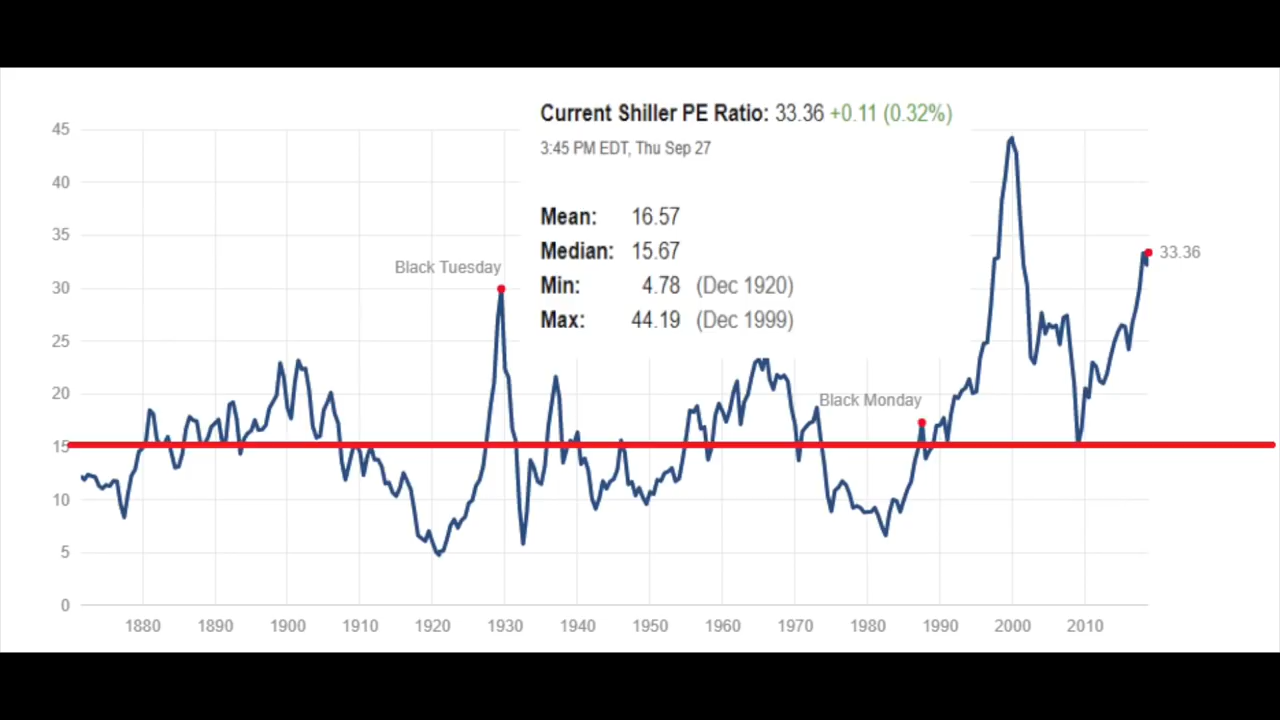 Current Shiller PE Ratio: 33.36 +0.11 (0.32%)
3:45 PM EDT, Thu Sep 27
Mean: 16.57
Median: 15.67
Min: 4.78 (Dec 1920)
Max: 44.19 (Dec 1999)
45
40
35
30
25
20
15
10
5
0
Black Tuesday
Black Monday
33.36
1880 1890 1900 1910 1920 1930 1940 1950 1960 1970 1980 1990 2000 2010